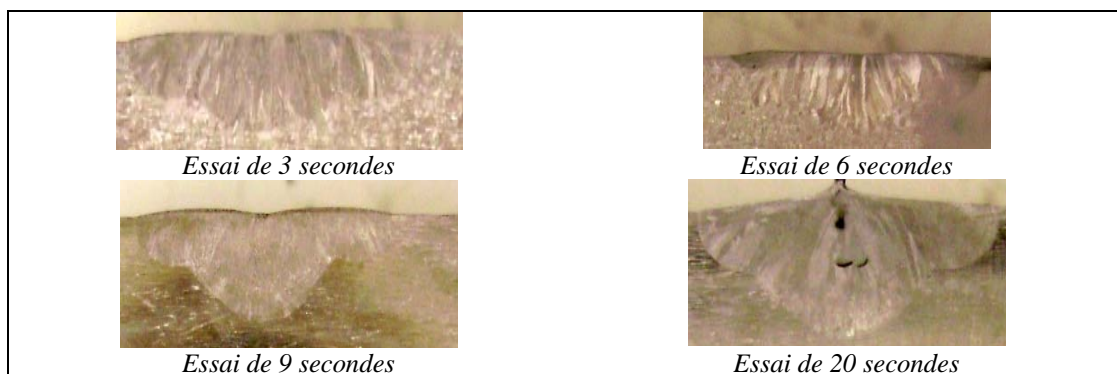 Essai de 3 secondes
Essai de 6 secondes
Essai de 9 secondes
Essai de 20 secondes